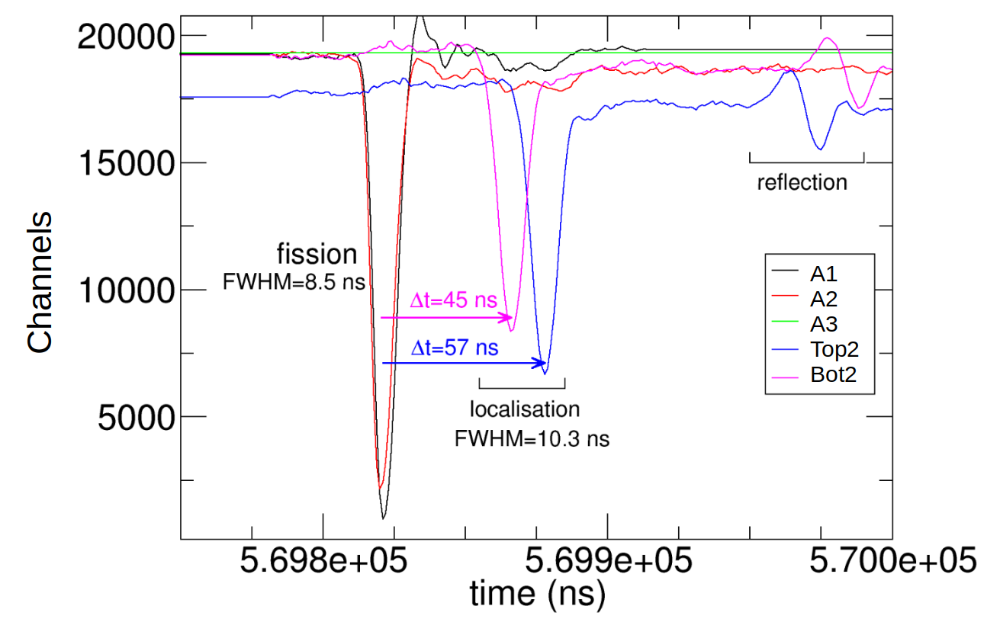 20000
15000
10000
5000
Channels
fission
FWHM=8.5 ns
Δt=45 ns
Δt=57 ns
localisation
FWHM=10.3 ns
reflection
A1
A2
A3
Top2
Bot2
5.698e+05 5.699e+05 5.700e+05
time (ns)